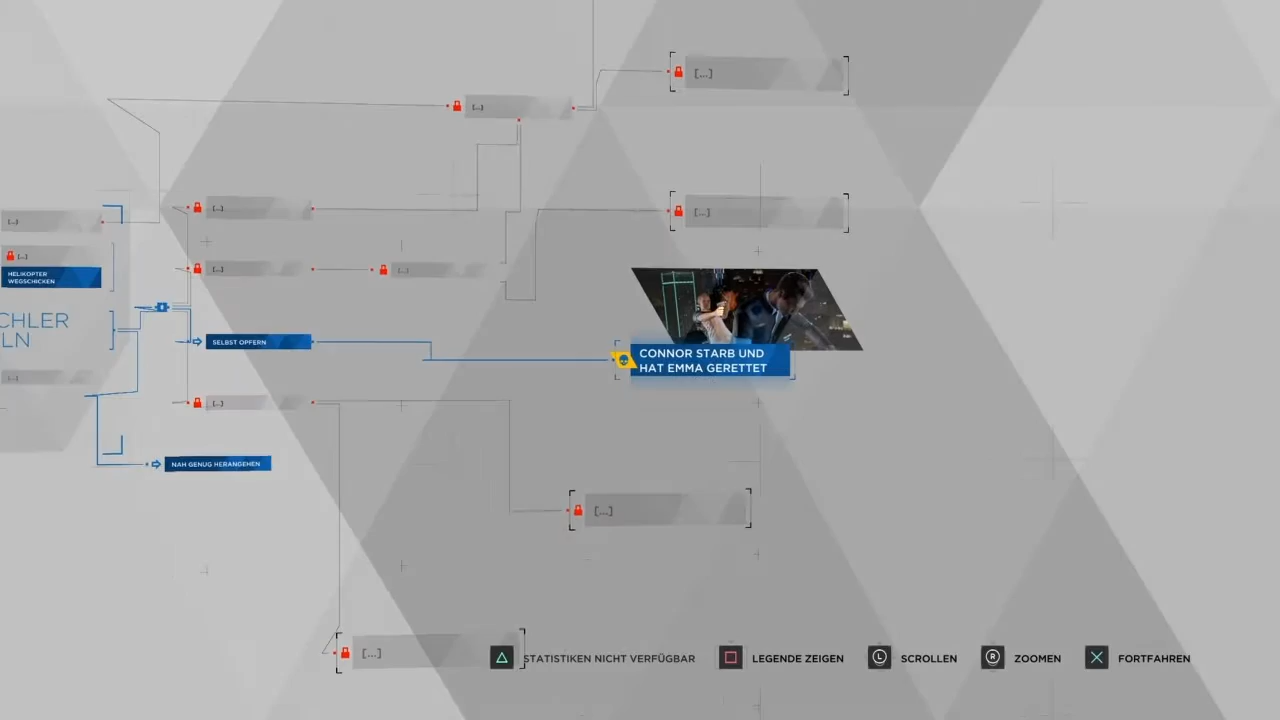 [...]
[...]
[...]
[...]
[...]
[...]
[...]
[...]
HELIKOPTER
WEGSCHICKEN
CHLER
LN
SELBST OPFERN
CONNOR STARB UND
HAT EMMA GERETTET
[...]
[...]
NAH GENUG HERANGEHEN
[...]
[...]
STATISTIKEN NICHT VERFÜGBAR
LEGENDE ZEIGEN
L
SCROLLEN
R
ZOOMEN
FORTFAHREN